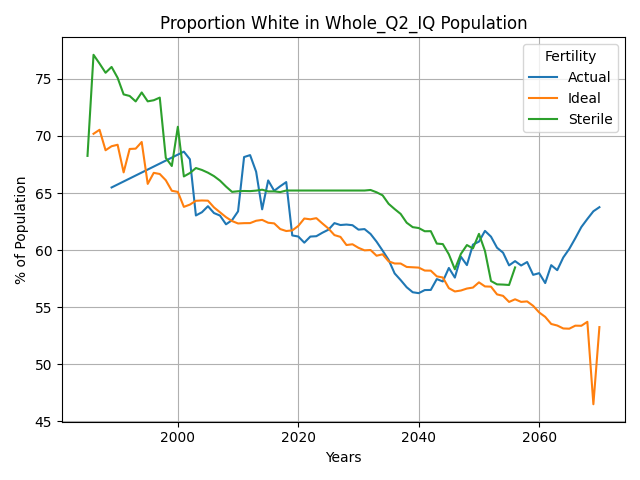 Proportion White in Whole_Q2_IQ Population
% of Population
75
70
65
60
55
50
45
2000
2020
2040
2060
Years
Fertility
Actual
Ideal
Sterile